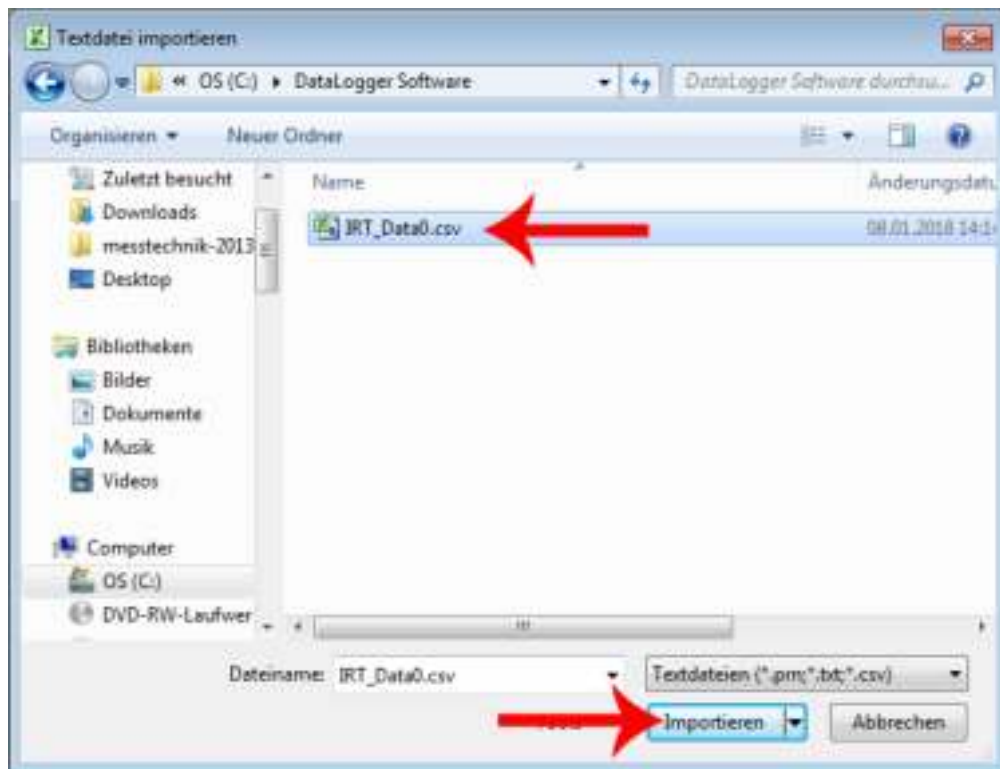 Textdatei importieren
« OS (C:) ▸ DataLogger Software
DataLogger Software durchsu...
Organisieren Neuer Ordner
Name Änderungsdatu
Zuletzt besucht
Downloads
messtechnik-2013
Desktop
IRT_Data0.csv 08.01.2018 14:1
Bibliotheken
Bilder
Dokumente
Musik
Videos
Computer
OS (C:)
DVD-RW-Laufwer
Dateiname: IRT_Data0.csv Textdateien (*.prn;*.txt;*.csv)
Importieren Abbrechen